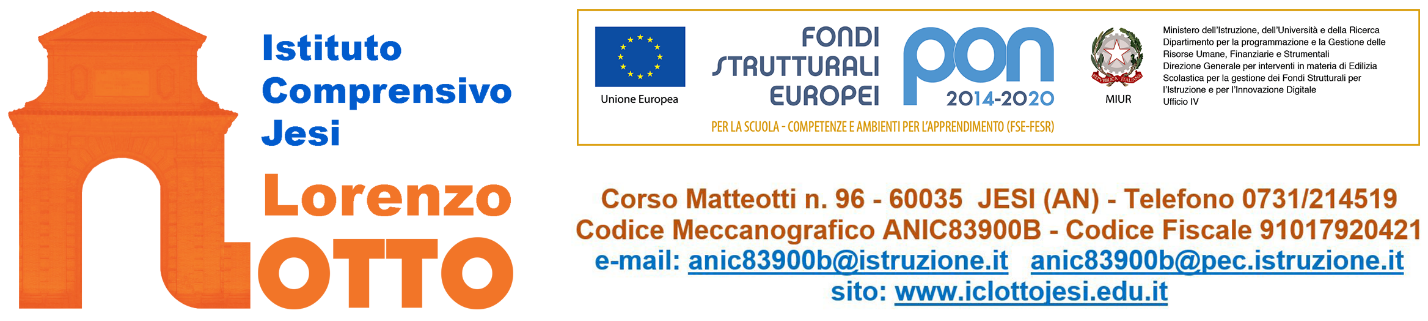 Istituto
Comprensivo
Jesi
Lorenzo
LOTTO
Unione Europea
FONDI
STRUTTURALI
EUROPEI
pon
2014-2020
PER LA SCUOLA - COMPETENZE E AMBIENTI PER L'APPRENDIMENTO (FSE-FESR)
MIUR
Ministero dell'Istruzione, dell'Università e della Ricerca
Dipartimento per la programmazione e la Gestione delle
Risorse Umane, Finanziarie e Strumentali
Direzione Generale per interventi in materia di Edilizia
Scolastica per la gestione dei Fondi Strutturali per
l'Istruzione e per l'Innovazione Digitale
Ufficio IV
Corso Matteotti n. 96 - 60035 JESI (AN) - Telefono 0731/214519
Codice Meccanografico ANIC83900B - Codice Fiscale 91017920421
e-mail: anic83900b@istruzione.it anic83900b@pec.istruzione.it
sito: www.iclottojesi.edu.it